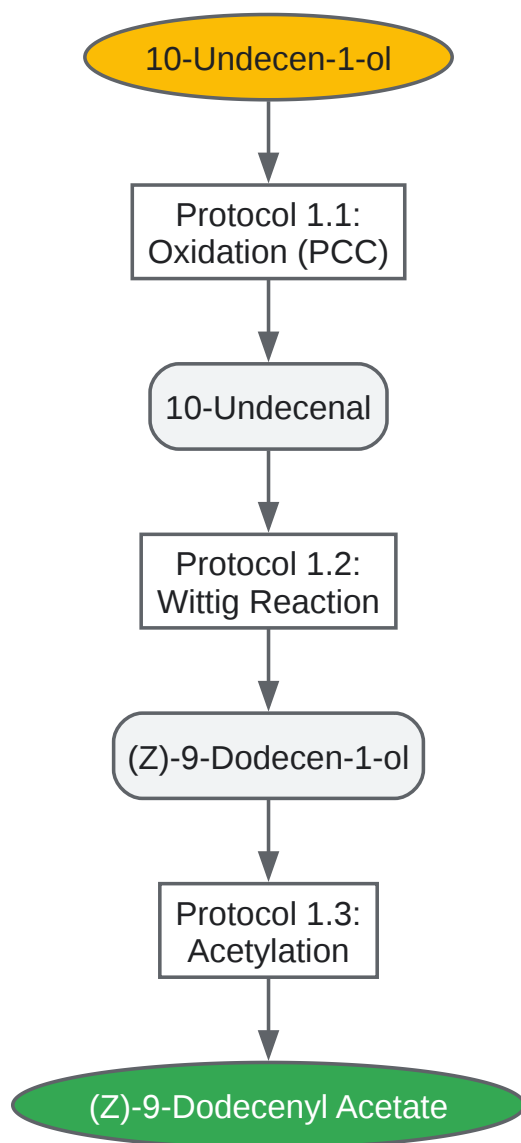 10-Undecen-1-ol
Protocol 1.1:
Oxidation (PCC)
10-Undecenal
Protocol 1.2:
Wittig Reaction
(Z)-9-Dodecen-1-ol
Protocol 1.3:
Acetylation
(Z)-9-Dodecenyl Acetate